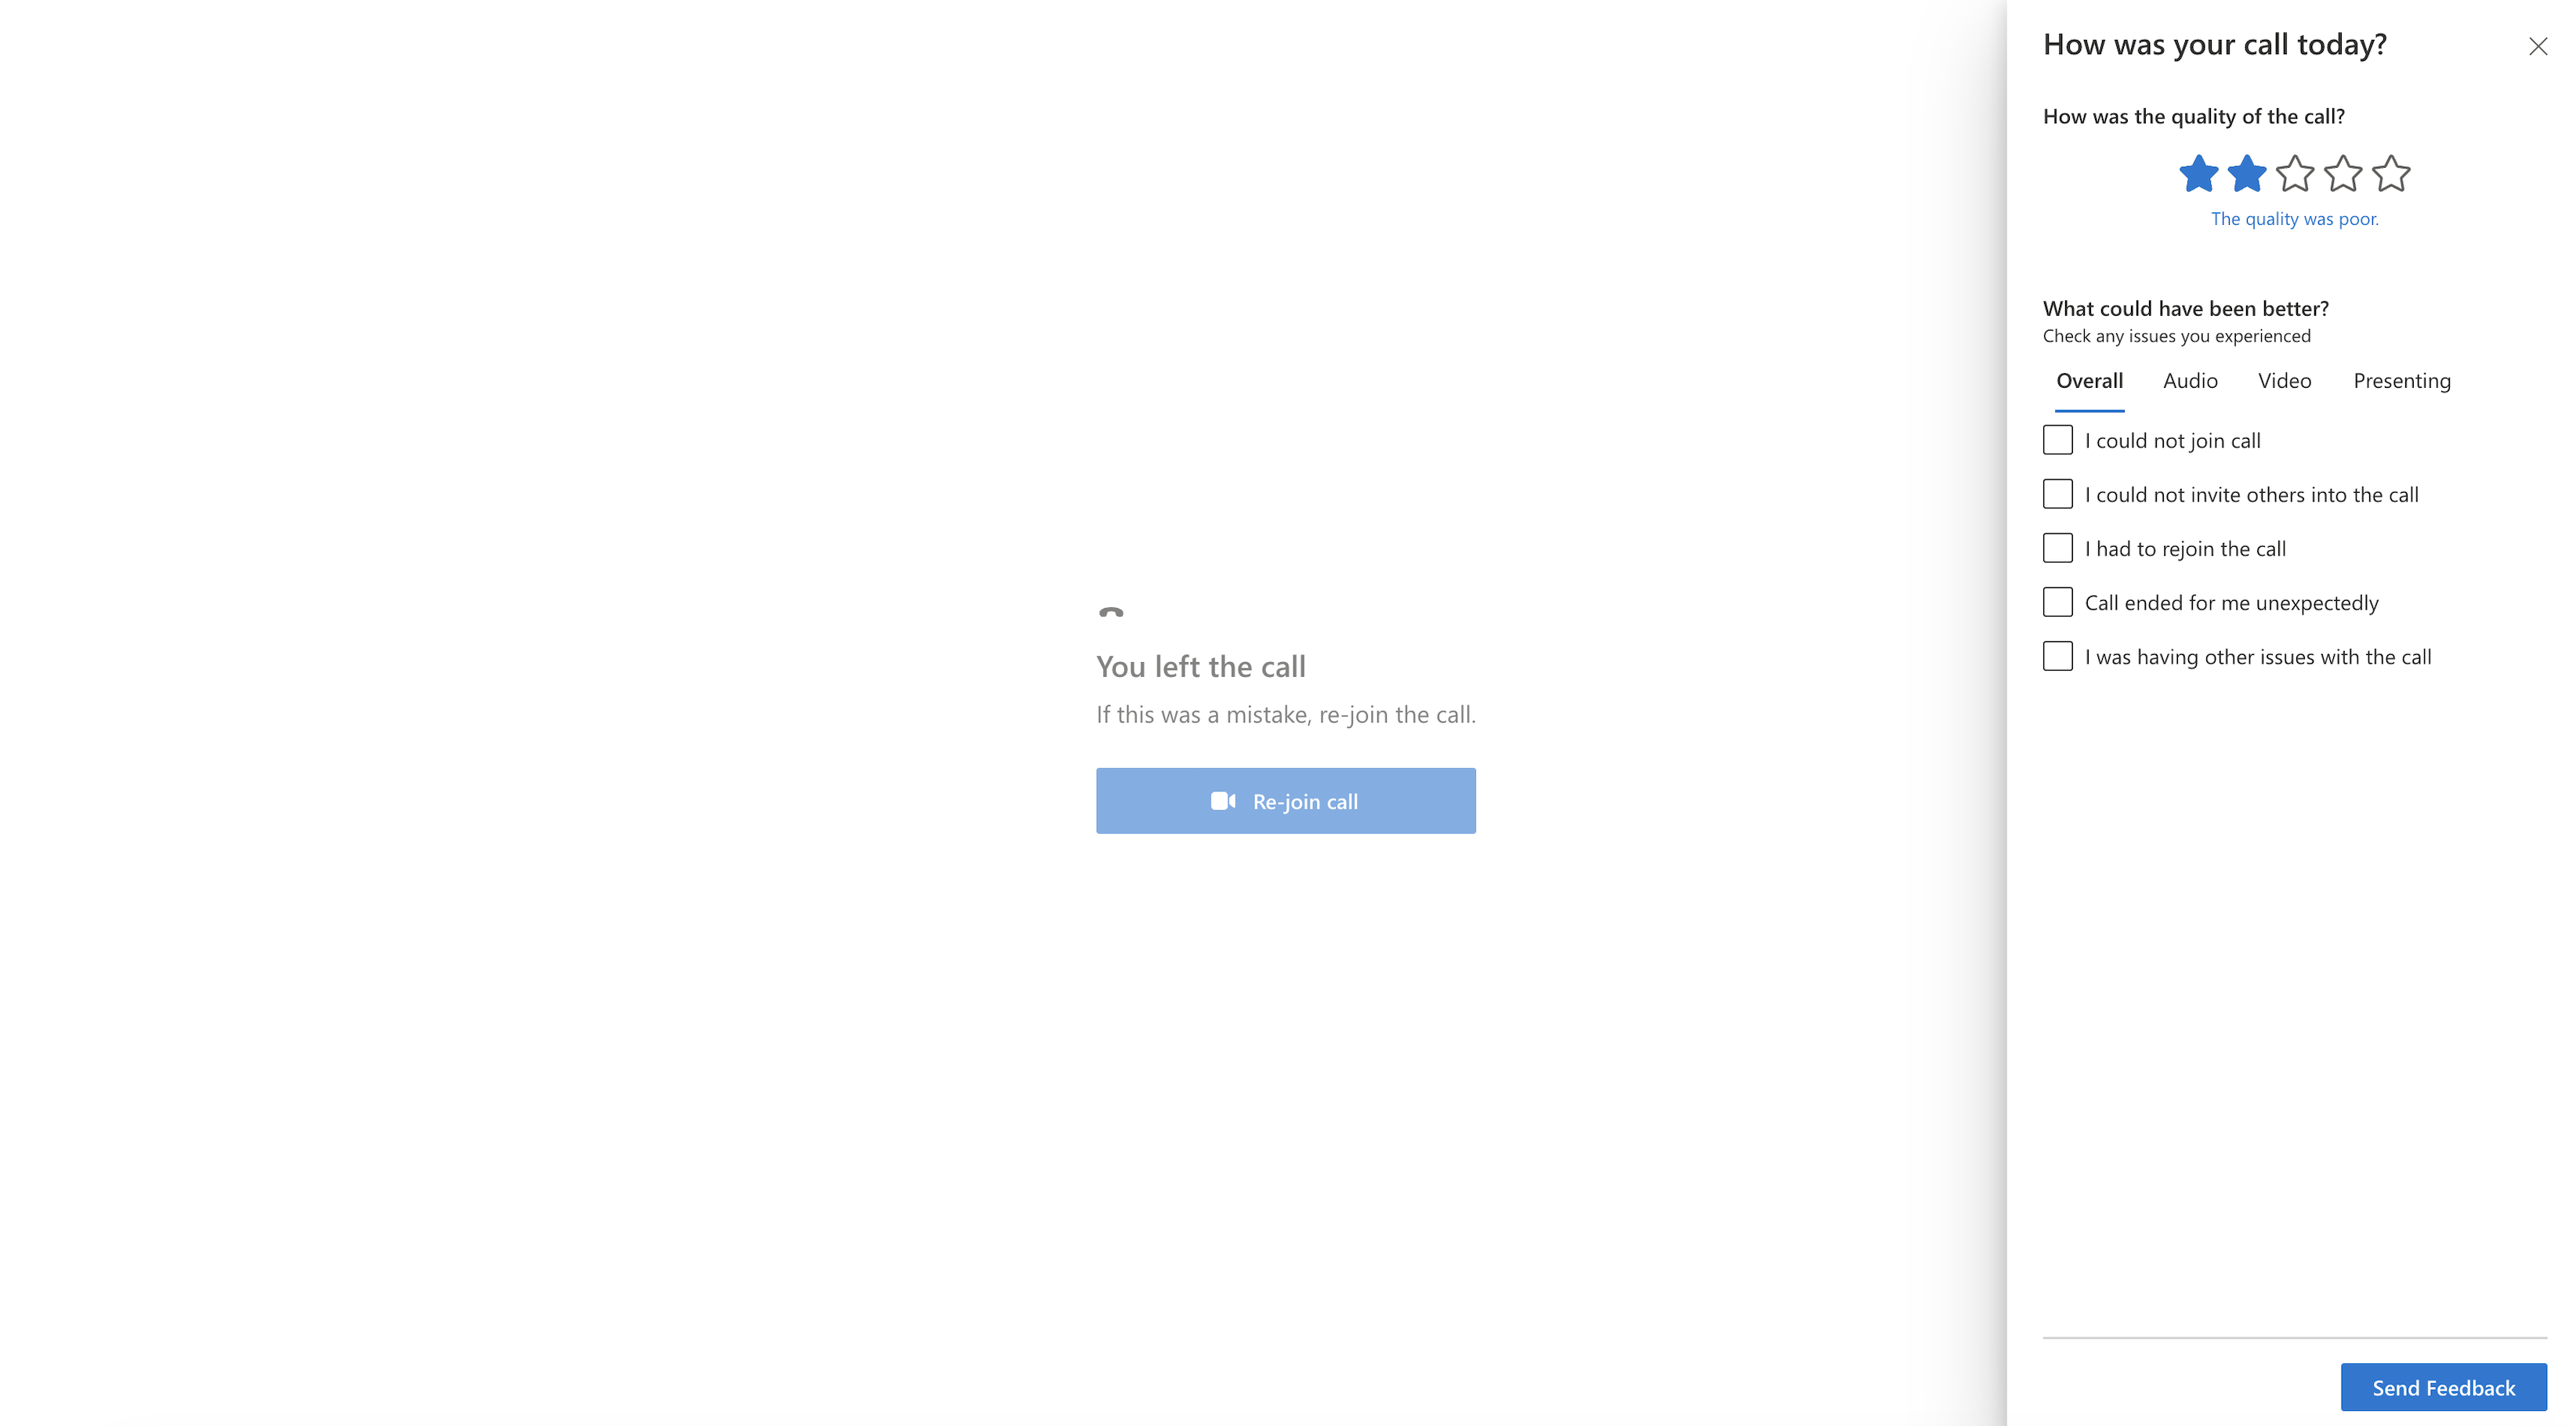 How was your call today?
How was the quality of the call?
The quality was poor.
What could have been better?
Check any issues you experienced
Overall Audio Video Presenting
I could not join call
I could not invite others into the call
I had to rejoin the call
Call ended for me unexpectedly
I was having other issues with the call
You left the call
If this was a mistake, re-join the call.
Re-join call
Send Feedback